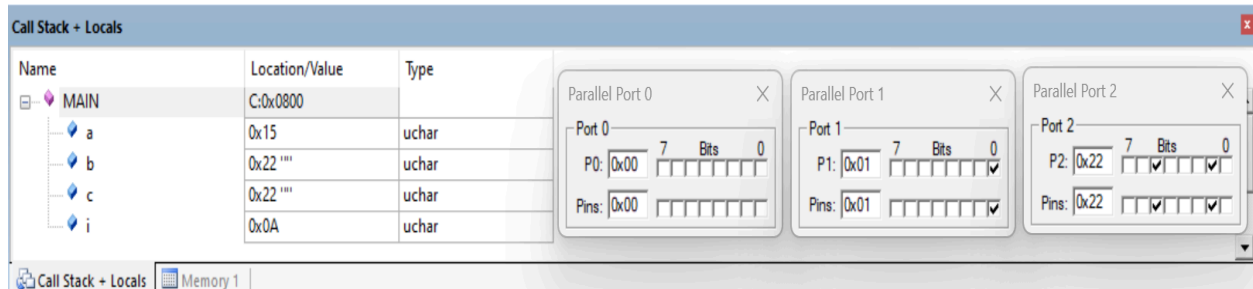 Call Stack + Locals
Name Location/Value Type
MAIN C:0x0800
a 0x15 uchar
b 0x22 '"' uchar
c 0x22 '"' uchar
i 0x0A uchar
Parallel Port 0
Port 0
7 Bits 0
P0: 0x00
Pins: 0x00
Parallel Port 1
Port 1
7 Bits 0
P1: 0x01
Pins: 0x01
Parallel Port 2
Port 2
7 Bits 0
P2: 0x22
Pins: 0x22
Call Stack + Locals Memory 1